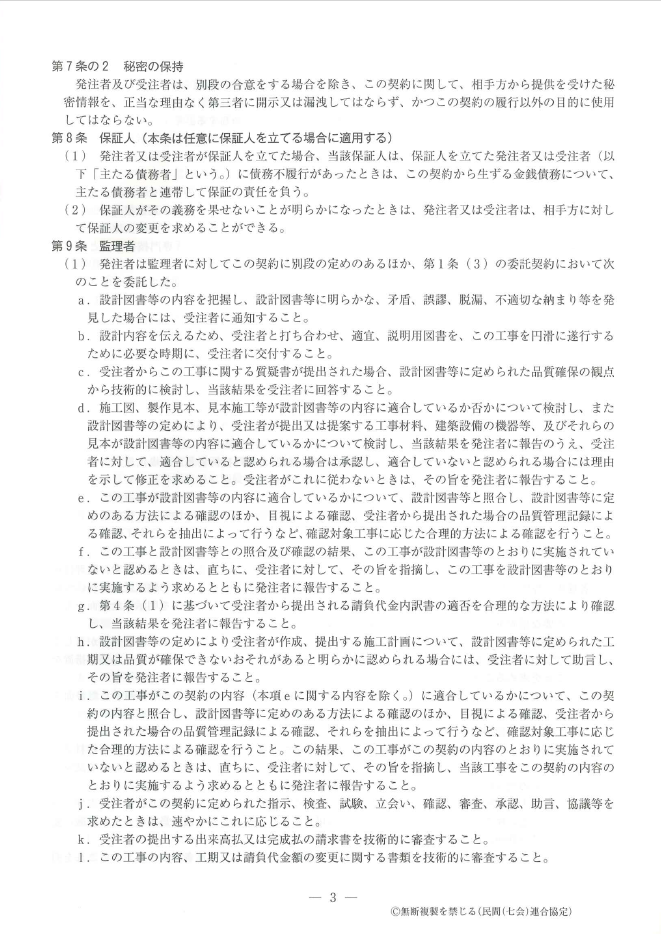 第7条の2　秘密の保持
発注者及び受注者は、別段の合意をする場合を除き、この契約に関して、相手方から提供を受けた秘
密情報を、正当な理由なく第三者に開示又は漏洩してはならず、かつこの契約の履行以外の目的に使用
してはならない。
第8条　保証人（本条は任意に保証人を立てる場合に適用する）
（1）　発注者又は受注者が保証人を立てた場合、当該保証人は、保証人を立てた発注者又は受注者（以
下「主たる債務者」という。）に債務不履行があったときは、この契約から生ずる金銭債務について、
主たる債務者と連帯して保証の責任を負う。
（2）　保証人がその義務を果せないことが明らかになったときは、発注者又は受注者は、相手方に対し
て保証人の変更を求めることができる。
第9条　監理者
（1）　発注者は監理者に対してこの契約に別段の定めのあるほか、第1条（3）の委託契約において次
のことを委託した。
a．設計図書等の内容を把握し、設計図書等に明らかな、矛盾、誤謬、脱漏、不適切な納まり等を発
見した場合には、受注者に通知すること。
b．設計内容を伝えるため、受注者と打ち合わせ、適宜、説明用図書を、この工事を円滑に遂行する
ために必要な時期に、受注者に交付すること。
c．受注者からこの工事に関する質疑書が提出された場合、設計図書等に定められた品質確保の観点
から技術的に検討し、当該結果を受注者に回答すること。
d．施工図、製作見本、見本施工等が設計図書等の内容に適合しているか否かについて検討し、また
設計図書等の定めにより、受注者が提出又は提案する工事材料、建築設備の機器等、及びそれらの
見本が設計図書等の内容に適合しているかについて検討し、当該結果を発注者に報告のうえ、受注
者に対して、適合していると認められる場合は承認し、適合していないと認められる場合には理由
を示して修正を求めること。受注者がこれに従わないときは、その旨を発注者に報告すること。
e．この工事が設計図書等の内容に適合しているかについて、設計図書等と照合し、設計図書等に定
めのある方法による確認のほか、目視による確認、受注者から提出された場合の品質管理記録によ
る確認、それらを抽出によって行うなど、確認対象工事に応じた合理的方法による確認を行うこと。
f．この工事と設計図書等との照合及び確認の結果、この工事が設計図書等のとおりに実施されてい
ないと認めるときは、直ちに、受注者に対して、その旨を指摘し、この工事を設計図書等のとおり
に実施するよう求めるとともに発注者に報告すること。
g．第4条（1）に基づいて受注者から提出される請負代金内訳書の適否を合理的な方法により確認
し、当該結果を発注者に報告すること。
h．設計図書等の定めにより受注者が作成、提出する施工計画について、設計図書等に定められた工
期又は品質が確保できないおそれがあると明らかに認められる場合には、受注者に対して助言し、
その旨を発注者に報告すること。
i．この工事がこの契約の内容（本項eに関する内容を除く。）に適合しているかについて、この契
約の内容と照合し、設計図書等に定めのある方法による確認のほか、目視による確認、受注者から
提出された場合の品質管理記録による確認、それらを抽出によって行うなど、確認対象工事に応じ
た合理的方法による確認を行うこと。この結果、この工事がこの契約の内容のとおりに実施されて
いないと認めるときは、直ちに、受注者に対して、その旨を指摘し、当該工事をこの契約の内容の
とおりに実施するよう求めるとともに発注者に報告すること。
j．受注者がこの契約に定められた指示、検査、試験、立会い、確認、審査、承認、助言、協議等を
求めたときは、速やかにこれに応じること。
k．受注者の提出する出来高払又は完成払の請求書を技術的に審査すること。
l．この工事の内容、工期又は請負代金額の変更に関する書類を技術的に審査すること。
― 3 ―
Ⓒ無断複製を禁じる（民間（七会）連合協定）